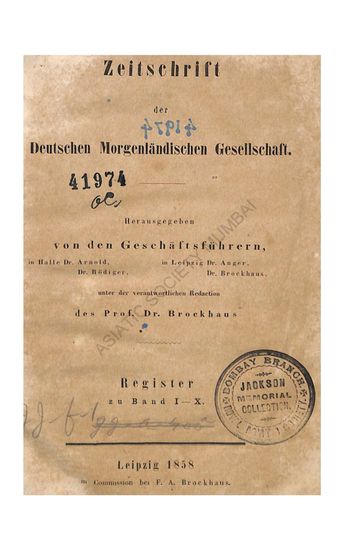 Zeitschrift
der
41974
Deutschen Morgenländischen Gesellschaft.
41974
Herausgegeben
von den Geschäftsführern,
in Halle Dr. Arnold, in Leipzig Dr. Anger,
Dr. Rödiger, Dr. Brockhaus.
unter der verantwortlichen Redaction
des Prof. Dr. Brockhaus
ASIATIC SOCIETY MUMBAI
Register
zu Band I—X.
BOMBAY BRANCH
JACKSON
MEMORIAL
COLLECTION.
Leipzig 1858
in Commission bei F. A. Brockhaus.